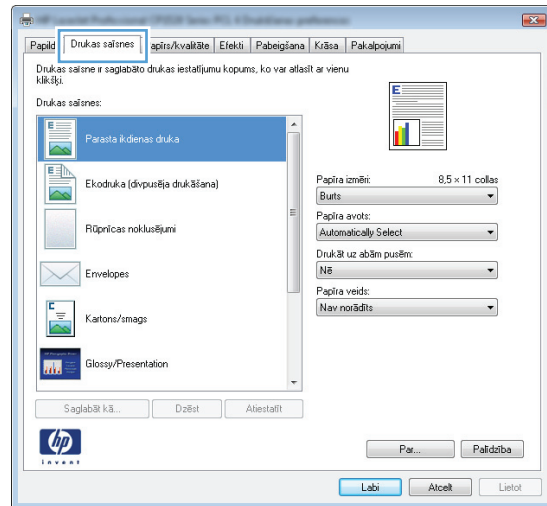 Papild
Drukas saīsnes
apīrs/kvalitāte
Efekti
Pabeigšana
Krāsa
Pakalpojumi
Drukas saīsne ir saglabāto drukas iestatījumu kopums, ko var atlasīt ar vienu
klikšķi.
Drukas saīsnes:
Parasta ikdienas druka
Ekodruka (divpusēja drukāšana)
Rūpnīcas noklusējumi
Envelopes
Kartons/smags
Glossy/Presentation
Saglabāt kā...
Dzēst
Atiestatīt
Papīra izmēri:
8,5 × 11 collas
Burts
Papīra avots:
Automatically Select
Drukāt uz abām pusēm:
Nē
Papīra veids:
Nav norādīts
hp
invent
Par...
Palīdzība
Labi
Atcelt
Lietot